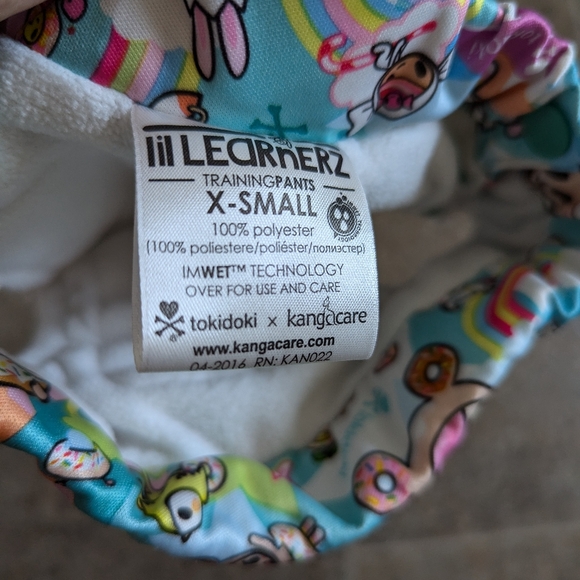 lil LEARNERZ
TRAININGPANTS
X-SMALL
100% polyester
(100% poliestere/poliéster/полиэстер)
IMWET™ TECHNOLOGY
OVER FOR USE AND CARE
tokidoki x kangacare
www.kangacare.com
04-2016 RN: KAN022